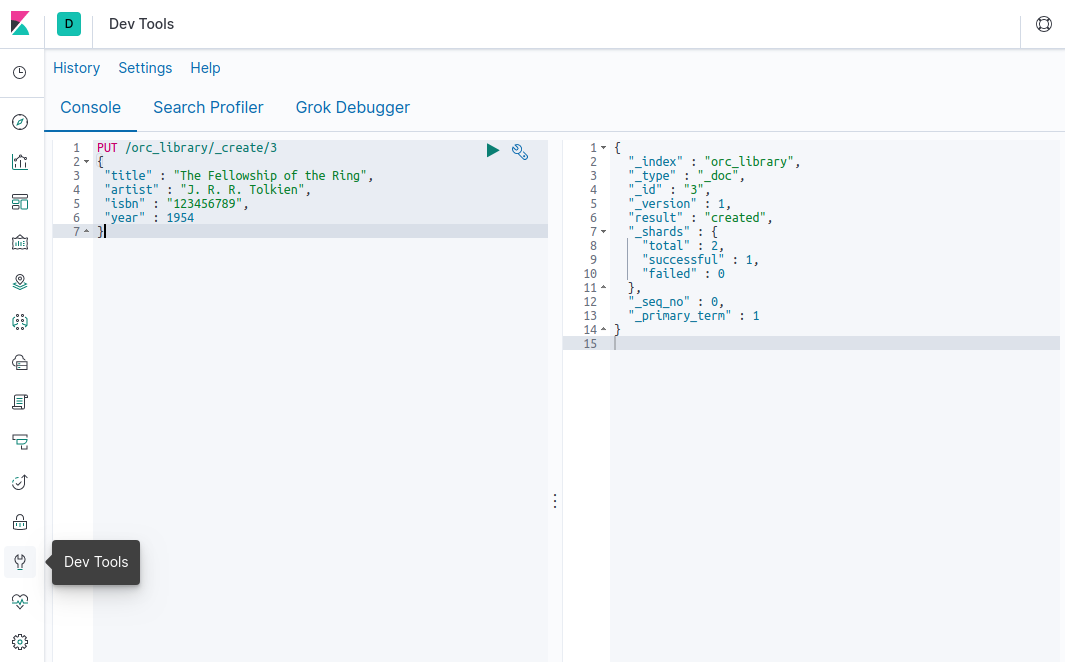 D Dev Tools
History Settings Help
Console Search Profiler Grok Debugger
1 PUT /orc_library/_create/3
2 {
3 "title" : "The Fellowship of the Ring",
4 "artist" : "J. R. R. Tolkien",
5 "isbn" : "123456789",
6 "year" : 1954
7 }
1 {
2 "_index" : "orc_library",
3 "_type" : "_doc",
4 "_id" : "3",
5 "_version" : 1,
6 "result" : "created",
7 "_shards" : {
8 "total" : 2,
9 "successful" : 1,
10 "failed" : 0
11 },
12 "_seq_no" : 0,
13 "_primary_term" : 1
14 }
15
Dev Tools